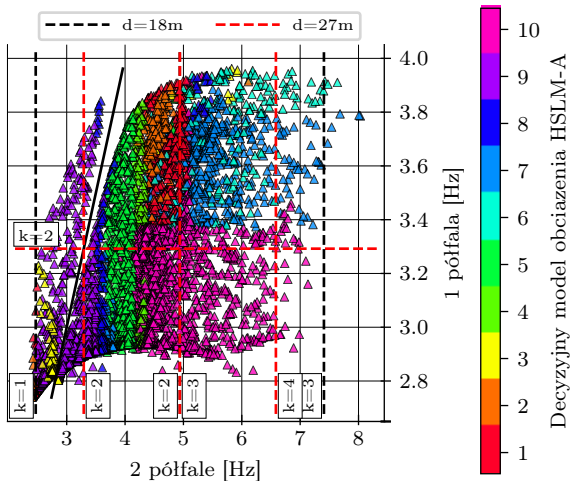 d=18m d=27m
4.0
3.8
3.6
3.4
3.2
3.0
2.8
1 półfala [Hz]
k=2
k=1
k=2
k=2
k=3
k=4
k=3
3 4 5 6 7 8
2 półfale [Hz]
10
9
8
7
6
5
4
3
2
1
Decyzyjny model obciazenia HSLM-A